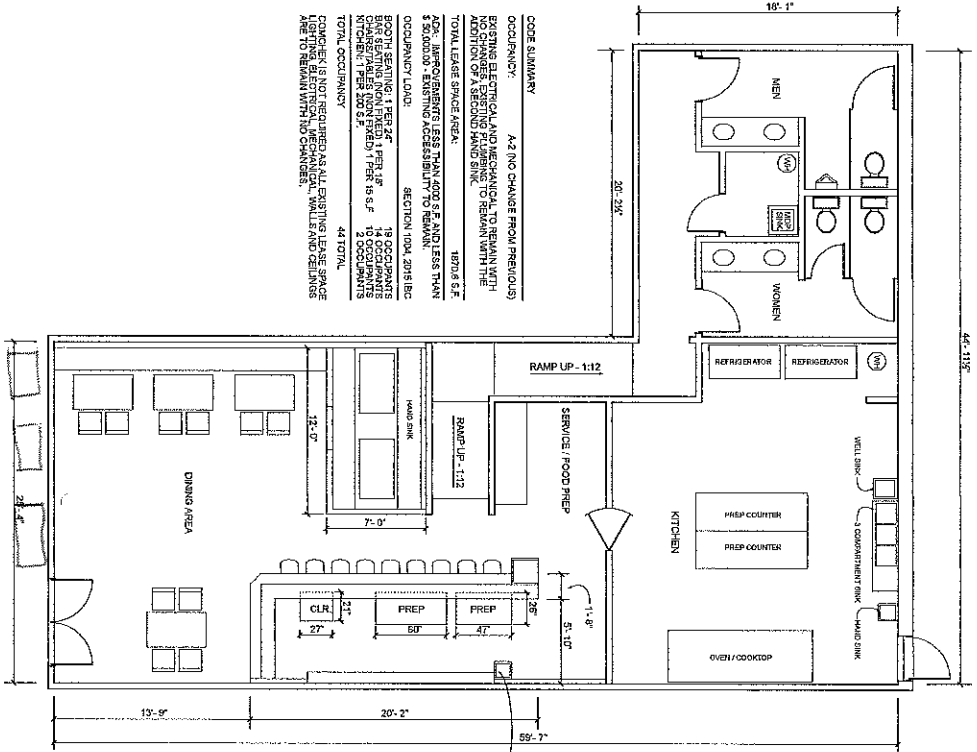 CODE SUMMARY
OCCUPANCY: A-2 (NO CHANGE FROM PREVIOUS)
EXISTING ELECTRICAL AND MECHANICAL TO REMAIN WITH
NO CHANGES, EXISTING PLUMBING TO REMAIN WITH THE
ADDITION OF A SECOND HAND SINK.
TOTAL LEASE SPACE AREA: 1870.6 S.F.
ADA: IMPROVEMENTS LESS THAN 4000 S.F. AND LESS THAN
$ 50,000.00 - EXISTING ACCESSIBILITY TO REMAIN.
OCCUPANCY LOAD: SECTION 1004, 2015 IBC
BOOTH SEATING: 1 PER 24" 19 OCCUPANTS
BAR SEATING (NON FIXED) 1 PER 18" 14 OCCUPANTS
CHAIRS/TABLES (NON FIXED) 1 PER 15 S.F. 10 OCCUPANTS
KITCHEN: 1 PER 200 S.F. 2 OCCUPANTS
TOTAL OCCUPANCY 44 TOTAL
COMCHEK IS NOT REQUIRED AS ALL EXISTING LEASE SPACE
LIGHTING, ELECTRICAL, MECHANICAL, WALLS AND CEILINGS
ARE TO REMAIN WITH NO CHANGES.
18'- 1"
44'- 11½"
20'- 2½"
MEN
WH
MOP
SINK
WOMEN
REFRIGERATOR
REFRIGERATOR
WH
RAMP UP - 1:12
RAMP UP - 1:12
SERVICE / FOOD PREP
KITCHEN
PREP COUNTER
PREP COUNTER
WELL SINK
3 COMPARTMENT SINK
HAND SINK
OVEN / COOKTOP
HAND SINK
12'- 0"
7'- 0"
DINING AREA
CLR.
21"
27"
PREP
60"
PREP
47"
26"
1'- 8"
5'- 10"
13'- 9"
20'- 2"
59'- 7"